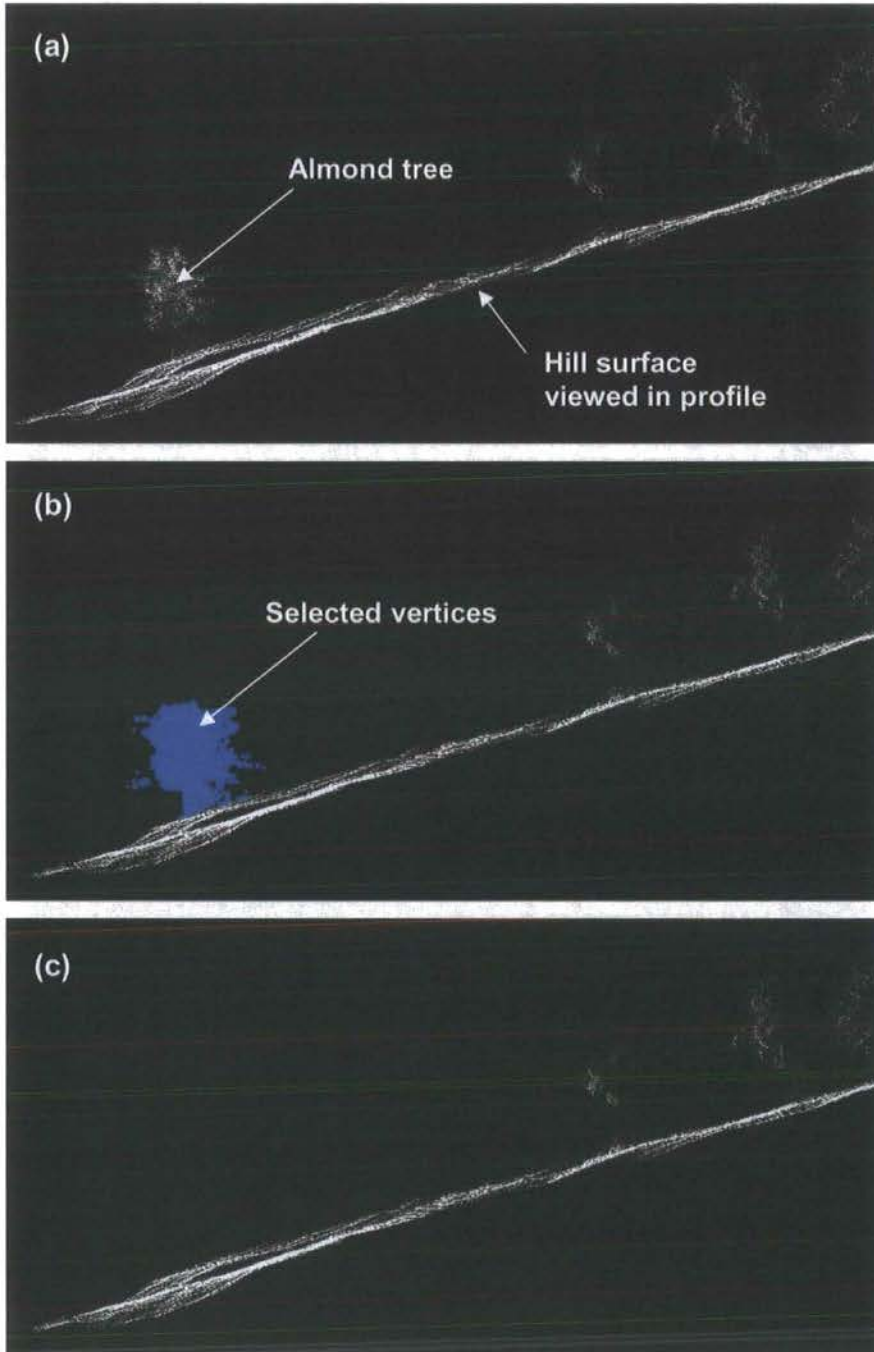 (a)
Almond tree
Hill surface
viewed in profile
(b)
Selected vertices
(c)